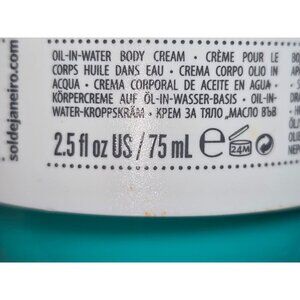 OIL-IN-WATER BODY CREAM • CRÈME POUR LE
CORPS HUILE DANS EAU • CREMA CORPO OLIO IN
ACQUA • CREMA CORPORAL DE ACEITE EN AGUA •
KÖRPERCREME AUF ÖL-IN-WASSER-BASIS • OIL-IN-
WATER-KROPPSKRÄM • КРЕМ ЗА ТЯЛО „МАСЛО ВЪВ
2.5 fl oz US / 75 mL e 24M
soldejaneiro.com